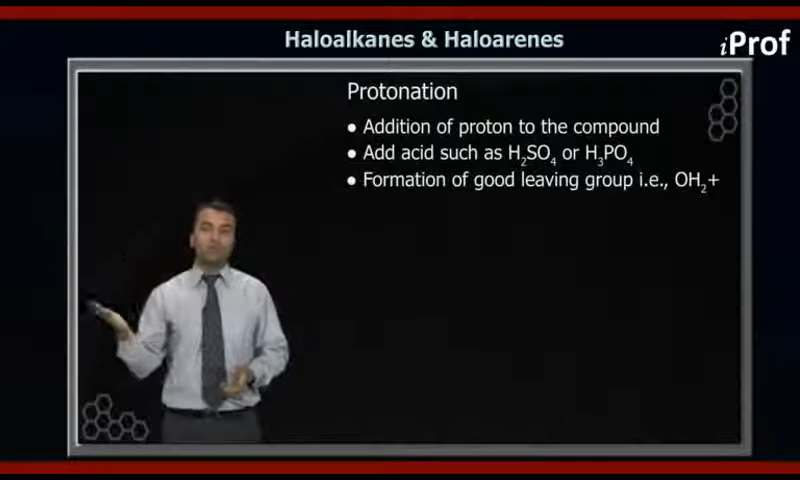 Haloalkanes & Haloarenes
iProf
Protonation
• Addition of proton to the compound
• Add acid such as H₂SO₄ or H₃PO₄
• Formation of good leaving group i.e., OH₂+